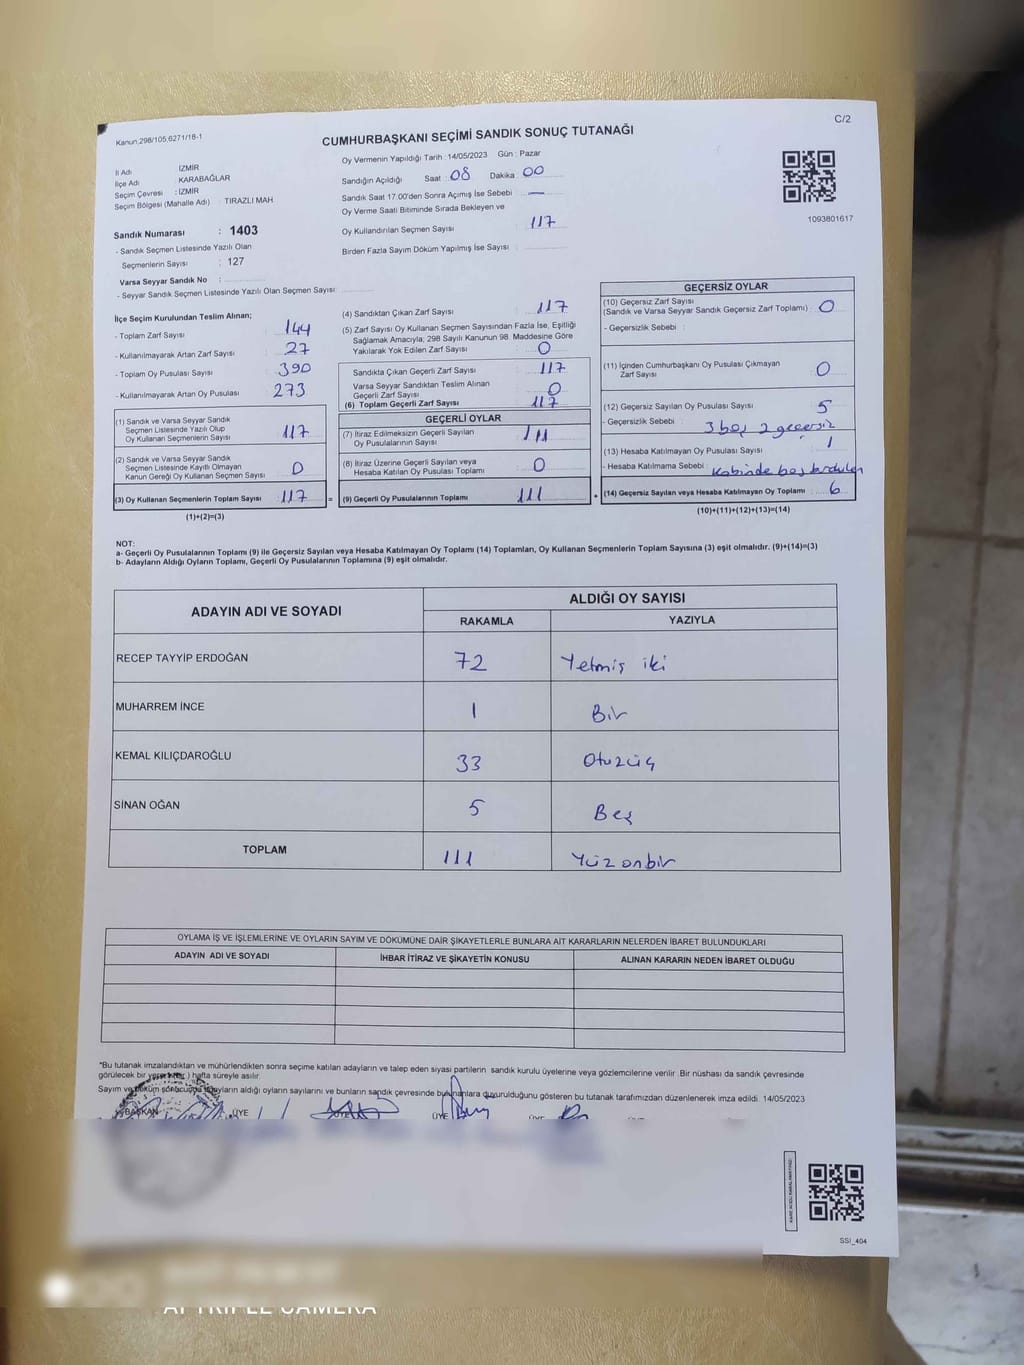 Kanun:298/105,6271/18-1
C/2
CUMHURBAŞKANI SEÇİMİ SANDIK SONUÇ TUTANAĞI
İl Adı : İZMİR
İlçe Adı : KARABAĞLAR
Seçim Çevresi : İZMİR
Seçim Bölgesi (Mahalle Adı) : TIRAZLI MAH
Sandık Numarası : 1403
- Sandık Seçmen Listesinde Yazılı Olan
Seçmenlerin Sayısı : 127
Varsa Seyyar Sandık No :
- Seyyar Sandık Seçmen Listesinde Yazılı Olan Seçmen Sayısı:
Oy Vermenin Yapıldığı Tarih : 14/05/2023 Gün : Pazar
Sandığın Açıldığı Saat : 08 Dakika : 00
Sandık Saat 17.00'den Sonra Açımış İse Sebebi : —
Oy Verme Saati Bitiminde Sırada Bekleyen ve
Oy Kullandırılan Seçmen Sayısı : 117
Birden Fazla Sayım Döküm Yapılmış İse Sayısı :
1093801617
İlçe Seçim Kurulundan Teslim Alınan;
- Toplam Zarf Sayısı : 144
- Kullanılmayarak Artan Zarf Sayısı : 27
- Toplam Oy Pusulası Sayısı : 390
- Kullanılmayarak Artan Oy Pusulası : 273
(1) Sandık ve Varsa Seyyar Sandık
Seçmen Listesinde Yazılı Olup
Oy Kullanan Seçmenlerin Sayısı : 117
(2) Sandık ve Varsa Seyyar Sandık
Seçmen Listesinde Kayıtlı Olmayan
Kanun Gereği Oy Kullanan Seçmen Sayısı : 0
(3) Oy Kullanan Seçmenlerin Toplam Sayısı : 117 =
(1)+(2)=(3)
(4) Sandıktan Çıkan Zarf Sayısı : 117
(5) Zarf Sayısı Oy Kullanan Seçmen Sayısından Fazla İse, Eşitliği
Sağlamak Amacıyla; 298 Sayılı Kanunun 98. Maddesine Göre
Yakılarak Yok Edilen Zarf Sayısı : 0
Sandıkta Çıkan Geçerli Zarf Sayısı : 117
Varsa Seyyar Sandıktan Teslim Alınan
Geçerli Zarf Sayısı : 0
(6) Toplam Geçerli Zarf Sayısı : 117
GEÇERLİ OYLAR
(7) İtiraz Edilmeksizin Geçerli Sayılan
Oy Pusulalarının Sayısı : 111
(8) İtiraz Üzerine Geçerli Sayılan veya
Hesaba Katılan Oy Pusulası Toplamı : 0
(9) Geçerli Oy Pusulalarının Toplamı : 111 +
GEÇERSİZ OYLAR
(10) Geçersiz Zarf Sayısı
(Sandık ve Varsa Seyyar Sandık Geçersiz Zarf Toplamı) : 0
- Geçersizlik Sebebi :
(11) İçinden Cumhurbaşkanı Oy Pusulası Çıkmayan
Zarf Sayısı : 0
(12) Geçersiz Sayılan Oy Pusulası Sayısı : 5
- Geçersizlik Sebebi : 3 boş 2 geçersiz
(13) Hesaba Katılmayan Oy Pusulası Sayısı : 1
- Hesaba Katılmama Sebebi : Kabinde boş
(14) Geçersiz Sayılan veya Hesaba Katılmayan Oy Toplamı : 6
(10)+(11)+(12)+(13)=(14)
NOT:
a- Geçerli Oy Pusulalarının Toplamı (9) ile Geçersiz Sayılan veya Hesaba Katılmayan Oy Toplamı (14) Toplamları, Oy Kullanan Seçmenlerin Toplam Sayısına (3) eşit olmalıdır. (9)+(14)=(3)
b- Adayların Aldığı Oyların Toplamı, Geçerli Oy Pusulalarının Toplamına (9) eşit olmalıdır.
ADAYIN ADI VE SOYADI
ALDIĞI OY SAYISI
RAKAMLA YAZIYLA
RECEP TAYYİP ERDOĞAN 72 Yetmiş iki
MUHARREM İNCE 1 Bir
KEMAL KILIÇDAROĞLU 33 Otuzüç
SİNAN OĞAN 5 Beş
TOPLAM 111 Yüz onbir
OYLAMA İŞ VE İŞLEMLERİNE VE OYLARIN SAYIM VE DÖKÜMÜNE DAİR ŞİKAYETLERLE BUNLARA AİT KARARLARIN NELERDEN İBARET BULUNDUKLARI
ADAYIN ADI VE SOYADI İHBAR İTİRAZ VE ŞİKAYETİN KONUSU ALINAN KARARIN NEDEN İBARET OLDUĞU
*Bu tutanak imzalandıktan ve mühürlendikten sonra seçime katılan adayların ve talep eden siyasi partilerin sandık kurulu üyelerine veya gözlemcilerine verilir .Bir nüshası da sandık çevresinde
görülecek bir yere ( ) hafta süreyle asılır.
Sayım ve döküm sonucunda adayların aldığı oyların sayılarını ve bunların sandık çevresinde bulunanlara duyurulduğunu gösteren bu tutanak tarafımızdan düzenlenerek imza edildi. 14/05/2023
BAŞKAN ÜYE ÜYE ÜYE ÜYE
SSI_404
AI TRIPLE CAMERA